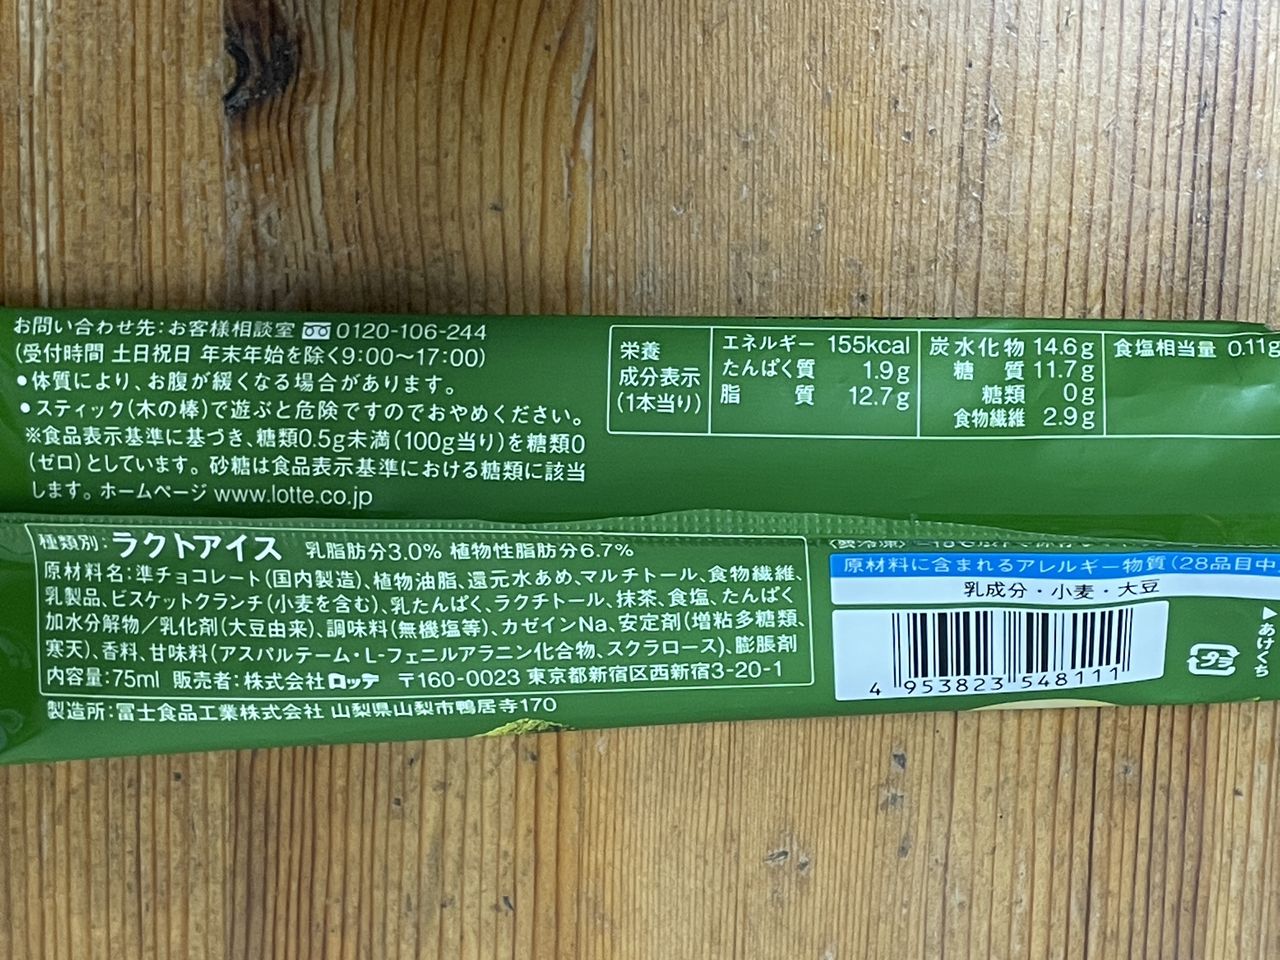 お問い合わせ先:お客様相談室 0120-106-244
(受付時間 土日祝日 年末年始を除く9:00～17:00)
●体質により、お腹が緩くなる場合があります。
●スティック(木の棒)で遊ぶと危険ですのでおやめください。
※食品表示基準に基づき、糖類0.5g未満(100g当り)を糖類0
(ゼロ)としています。砂糖は食品表示基準における糖類に該当
します。ホームページ www.lotte.co.jp
栄養
成分表示
(1本当り)
エネルギー 155kcal
たんぱく質 1.9g
脂 質 12.7g
炭水化物 14.6g
糖 質 11.7g
糖類 0g
食物繊維 2.9g
食塩相当量 0.11g
種類別:ラクトアイス 乳脂肪分3.0% 植物性脂肪分6.7%
原材料名:準チョコレート(国内製造)、植物油脂、還元水あめ、マルチトール、食物繊維、
乳製品、ビスケットクランチ(小麦を含む)、乳たんぱく、ラクチトール、抹茶、食塩、たんぱく
加水分解物／乳化剤(大豆由来)、調味料(無機塩等)、カゼインNa、安定剤(増粘多糖類、
寒天)、香料、甘味料(アスパルテーム・L-フェニルアラニン化合物、スクラロース)、膨脹剤
内容量:75ml 販売者:株式会社ロッテ 〒160-0023 東京都新宿区西新宿3-20-1
製造所:冨士食品工業株式会社 山梨県山梨市鴨居寺170
原材料に含まれるアレルギー物質(28品目中
乳成分・小麦・大豆
4 953823 548111
プラ
▶あけくち